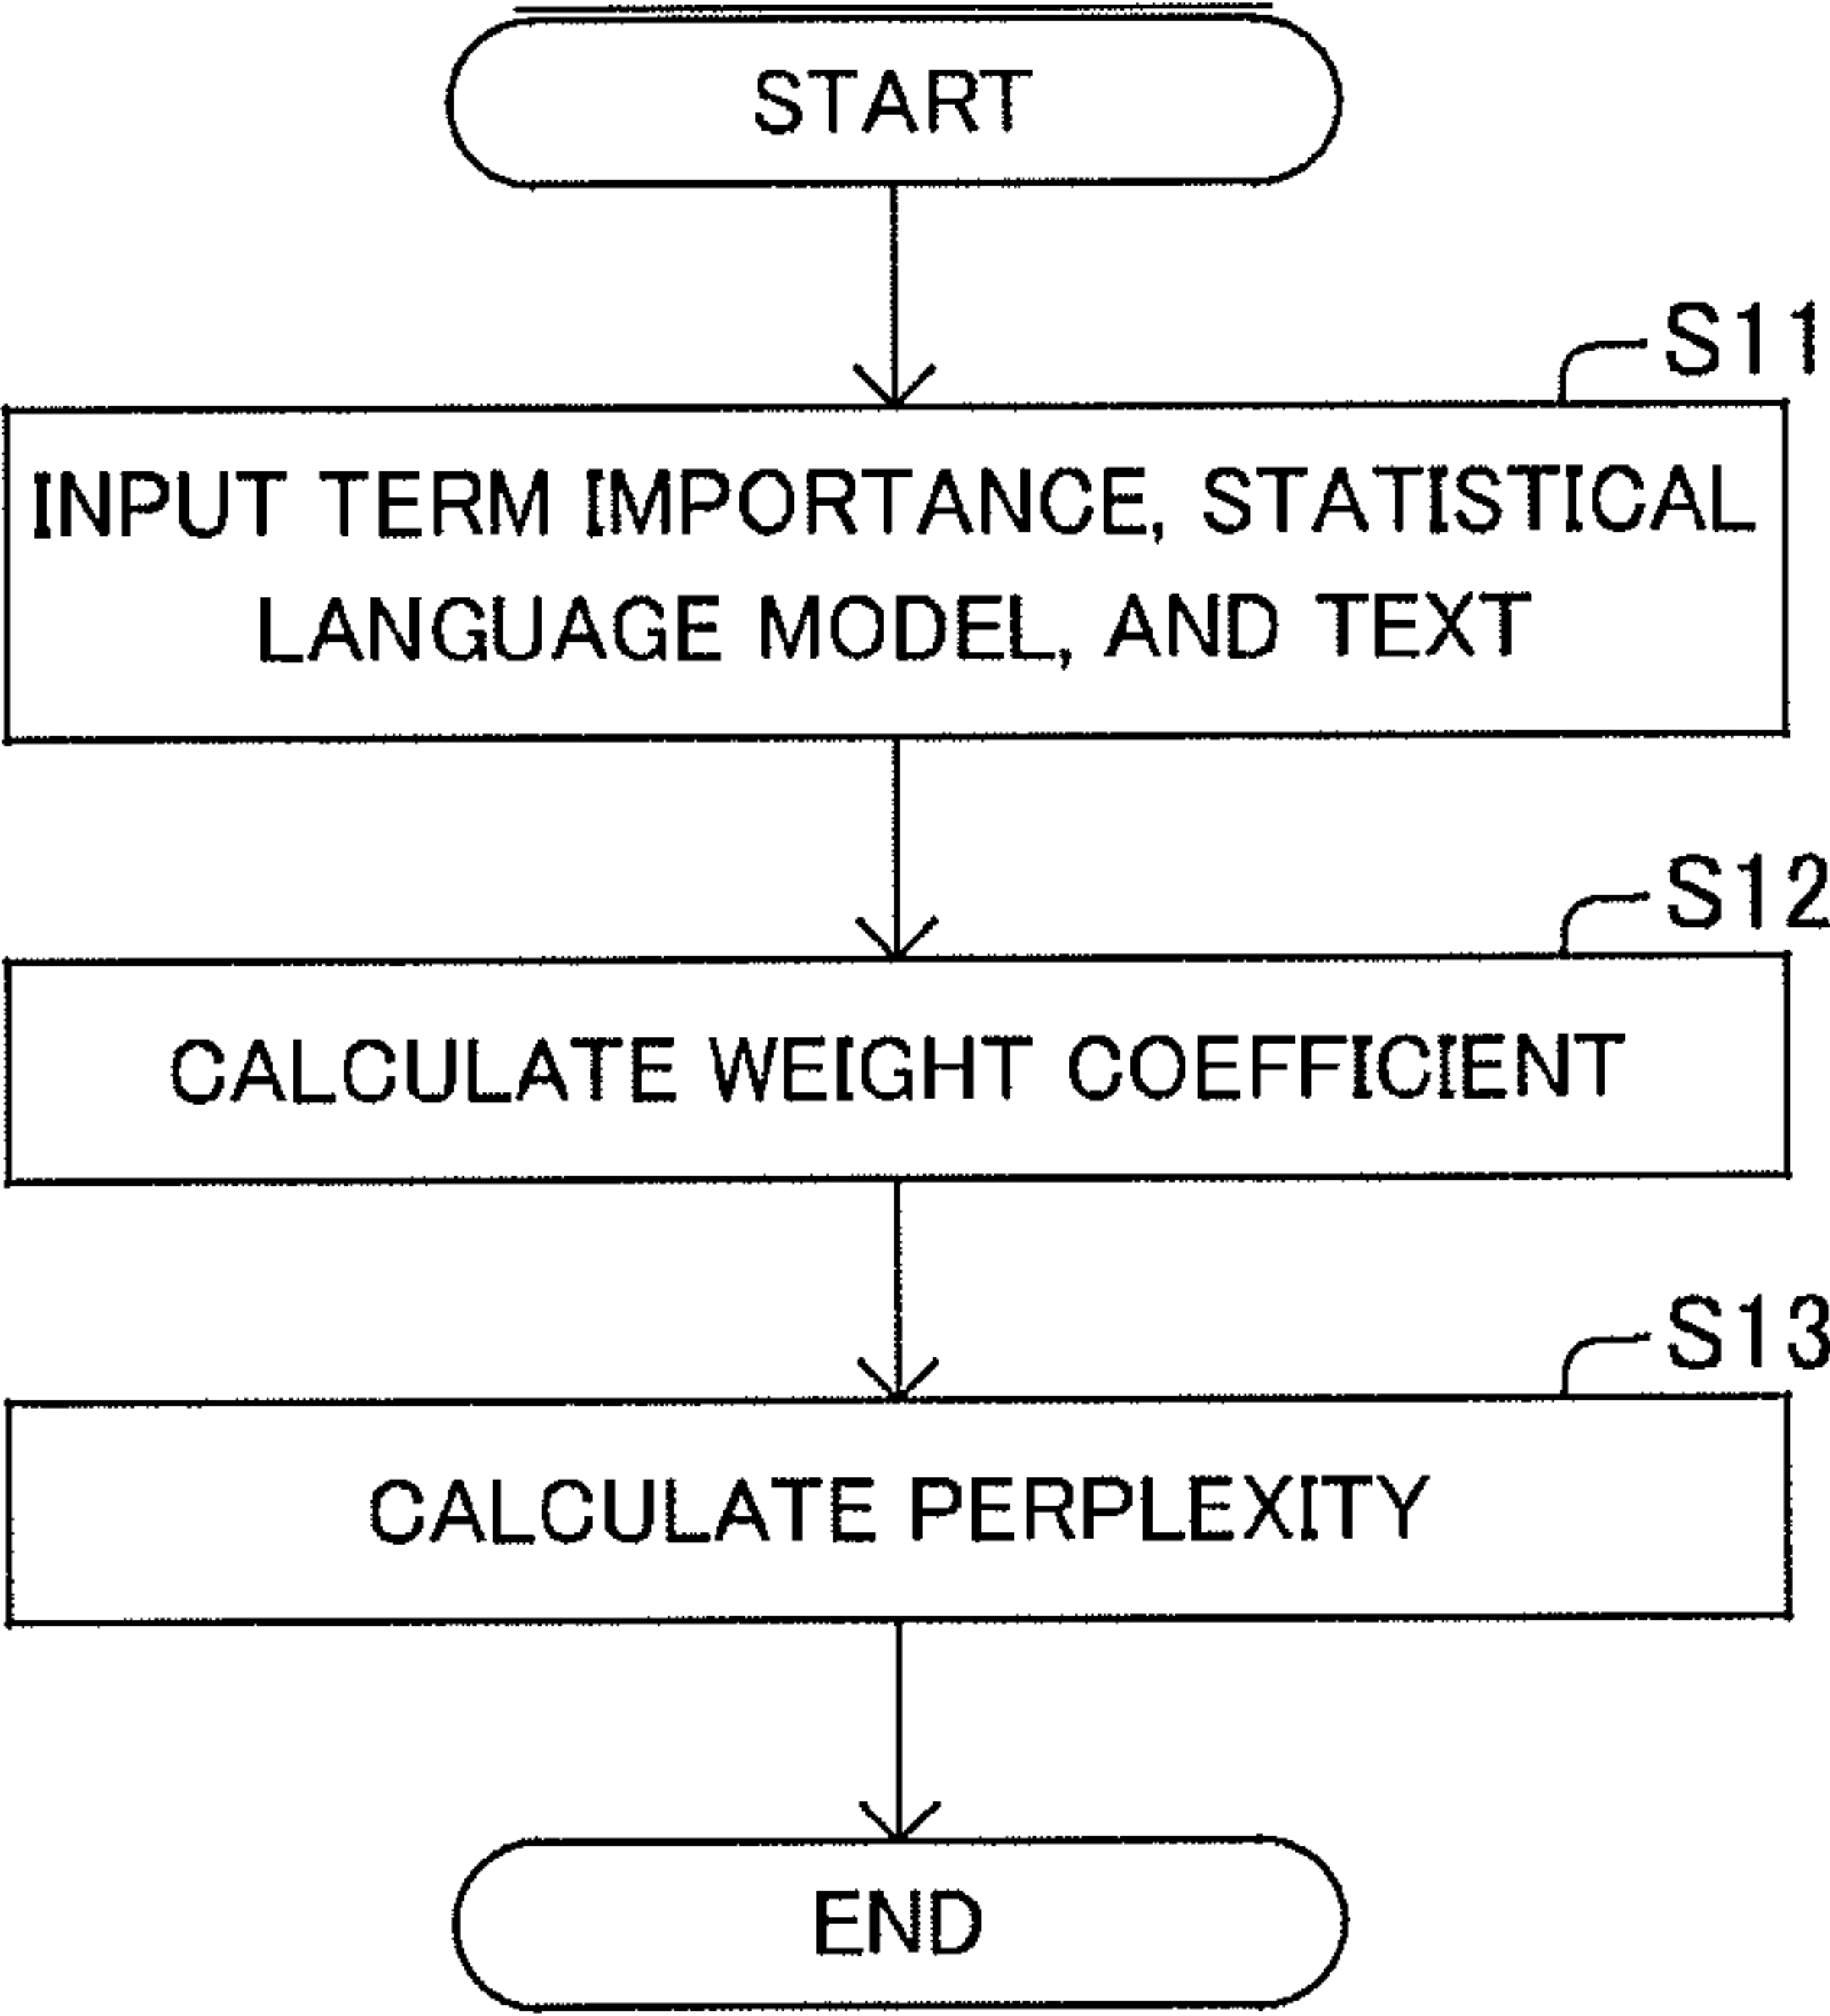 START
S11
INPUT TERM IMPORTANCE, STATISTICAL
LANGUAGE MODEL, AND TEXT
S12
CALCULATE WEIGHT COEFFICIENT
S13
CALCULATE PERPLEXITY
END